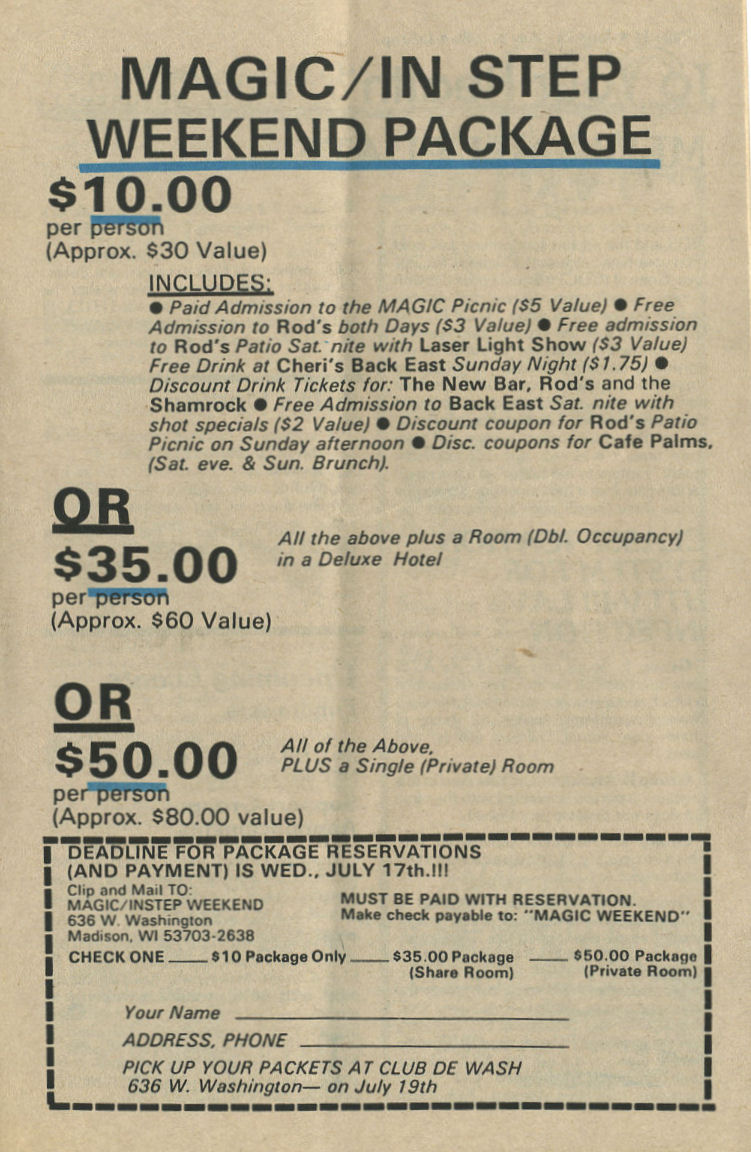 MAGIC/IN STEP
WEEKEND PACKAGE
$10.00
per person
(Approx. $30 Value)
INCLUDES:
● Paid Admission to the MAGIC Picnic ($5 Value) ● Free
Admission to Rod's both Days ($3 Value) ● Free admission
to Rod's Patio Sat. nite with Laser Light Show ($3 Value)
Free Drink at Cheri's Back East Sunday Night ($1.75) ●
Discount Drink Tickets for: The New Bar, Rod's and the
Shamrock ● Free Admission to Back East Sat. nite with
shot specials ($2 Value) ● Discount coupon for Rod's Patio
Picnic on Sunday afternoon ● Disc. coupons for Cafe Palms,
(Sat. eve. & Sun. Brunch).
OR
$35.00
per person
(Approx. $60 Value)
All the above plus a Room (Dbl. Occupancy)
in a Deluxe Hotel
OR
$50.00
per person
(Approx. $80.00 value)
All of the Above,
PLUS a Single (Private) Room
DEADLINE FOR PACKAGE RESERVATIONS
(AND PAYMENT) IS WED., JULY 17th.!!!
Clip and Mail TO:
MAGIC/INSTEP WEEKEND
636 W. Washington
Madison, WI 53703-2638
MUST BE PAID WITH RESERVATION.
Make check payable to: "MAGIC WEEKEND"
CHECK ONE ____ $10 Package Only ____ $35.00 Package ____ $50.00 Package
(Share Room) (Private Room)
Your Name ____
ADDRESS, PHONE ____
PICK UP YOUR PACKETS AT CLUB DE WASH
636 W. Washington— on July 19th